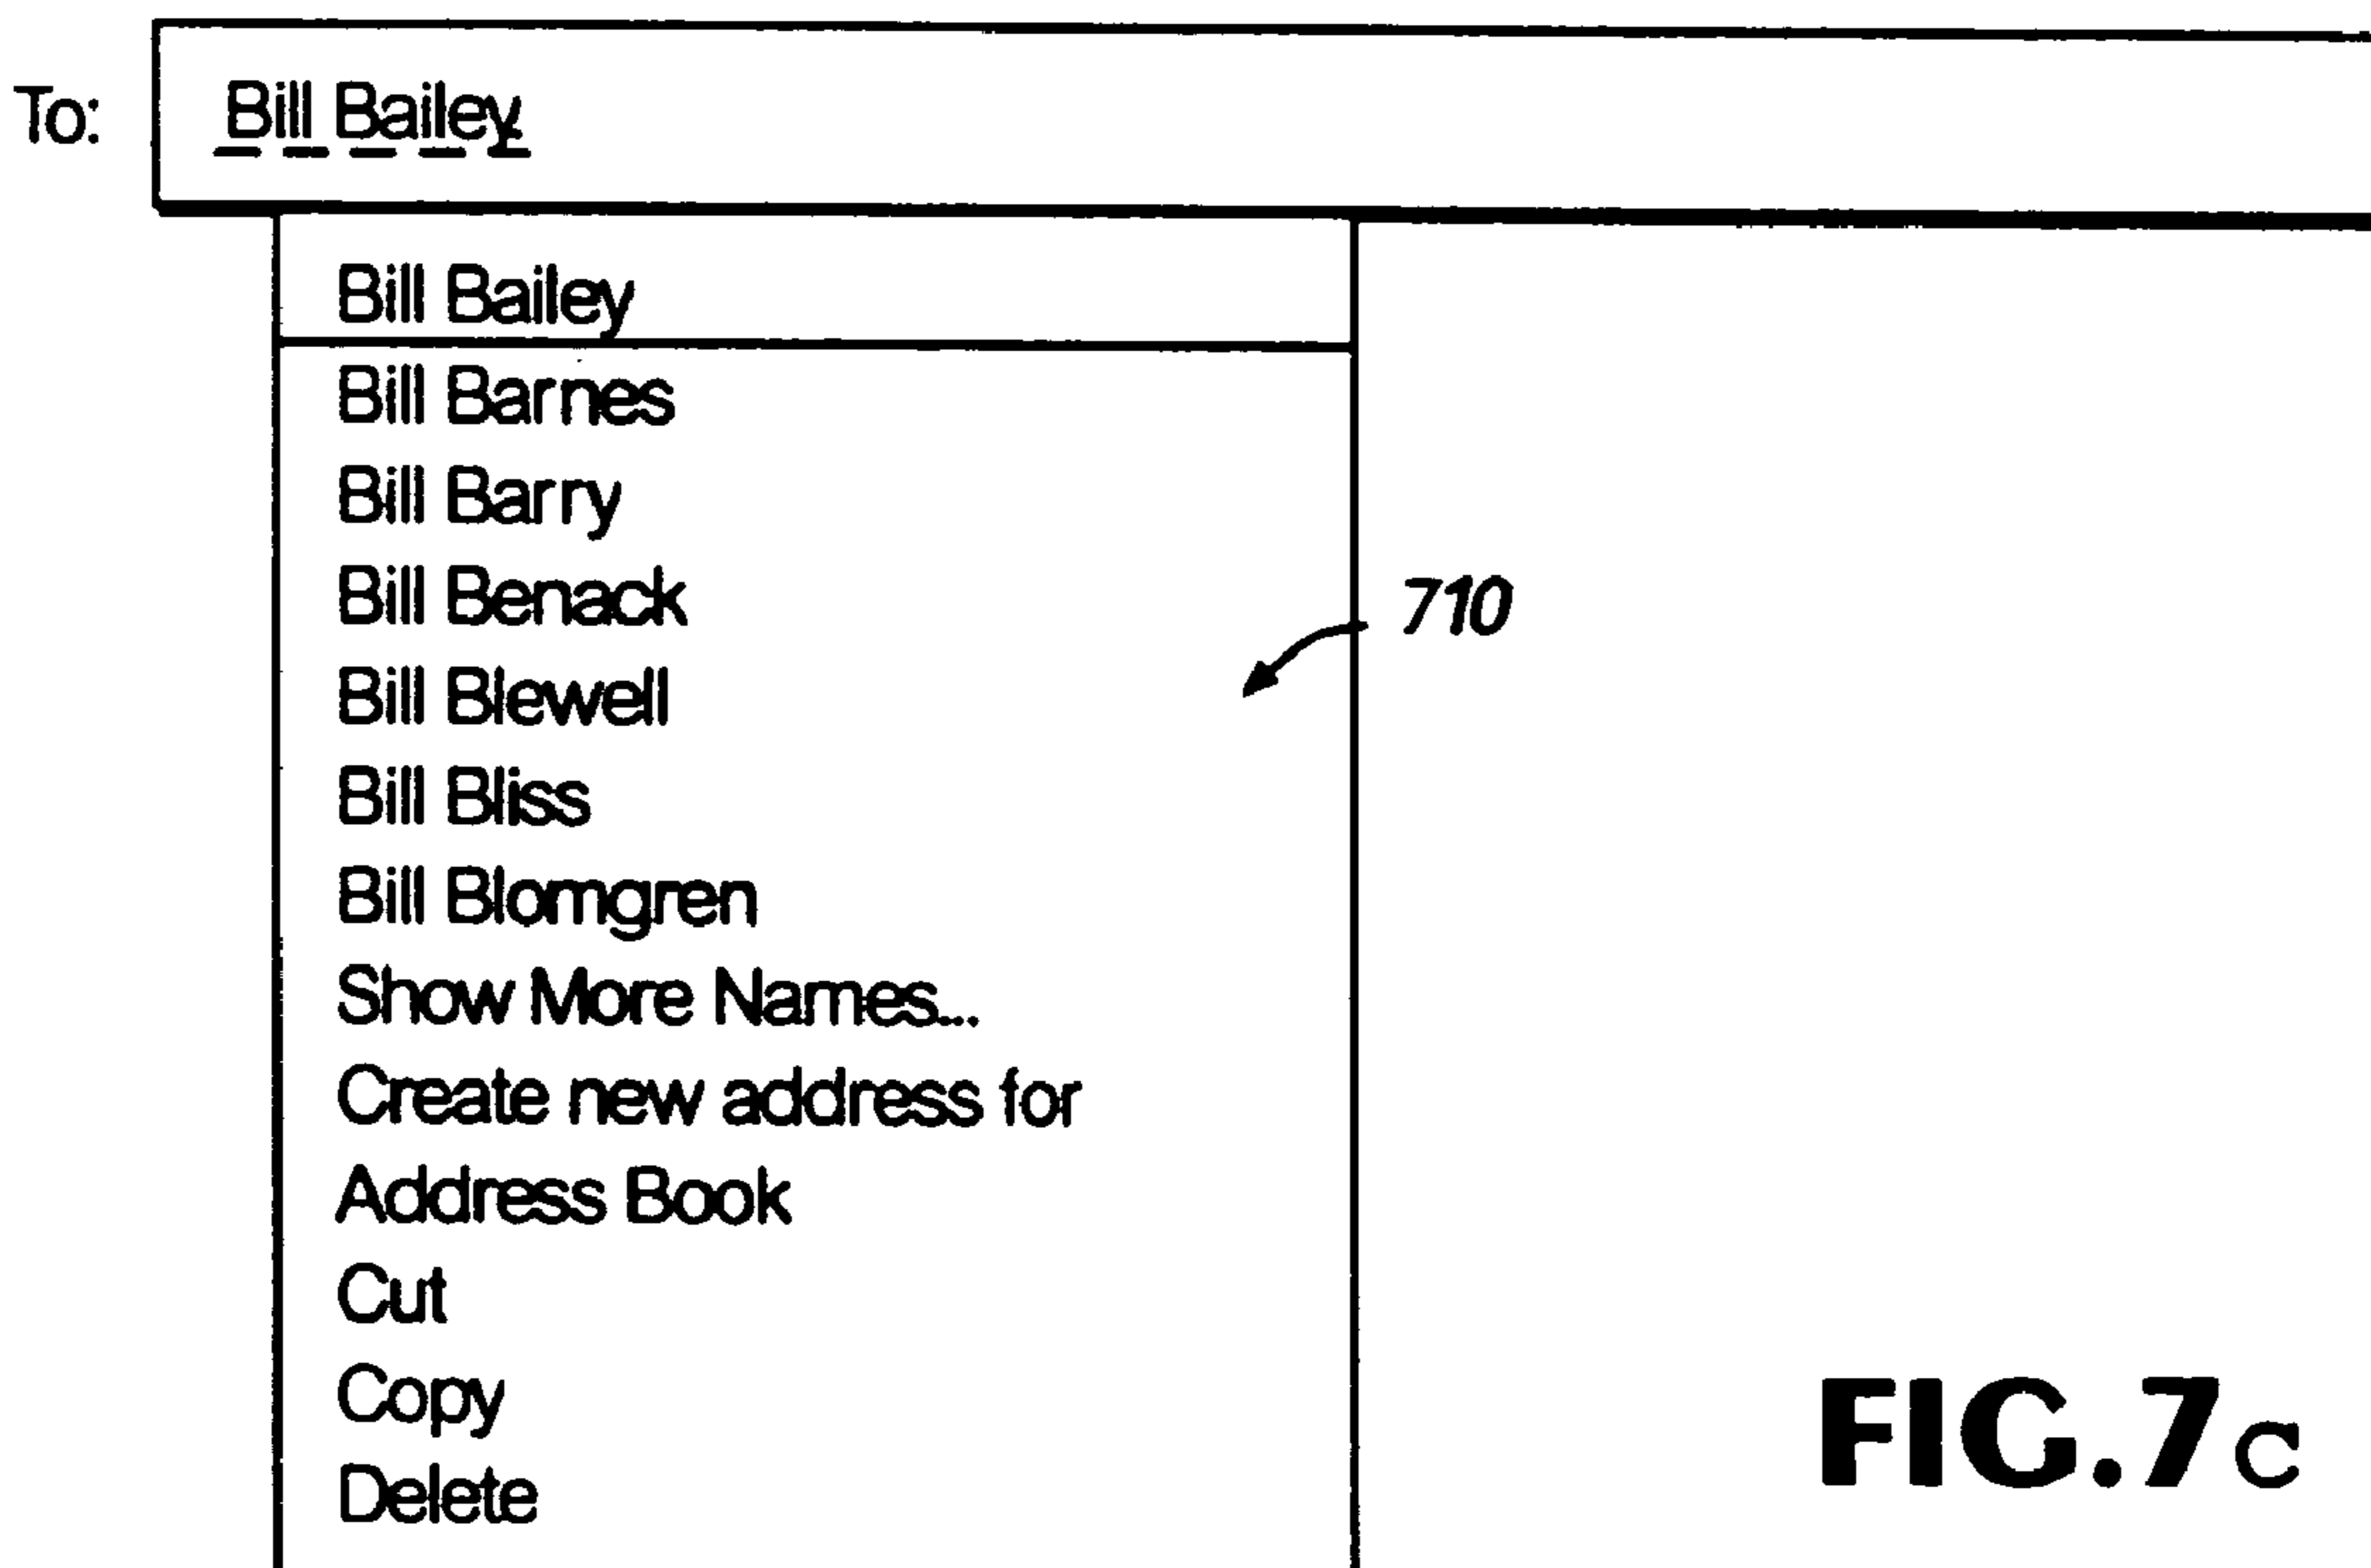 To: Bill Bailey
Bill Bailey
Bill Barnes
Bill Barry
Bill Benack
Bill Blewell
Bill Bliss
Bill Blomgren
Show More Names...
Create new address for
Address Book
Cut
Copy
Delete
710
FIG.7c